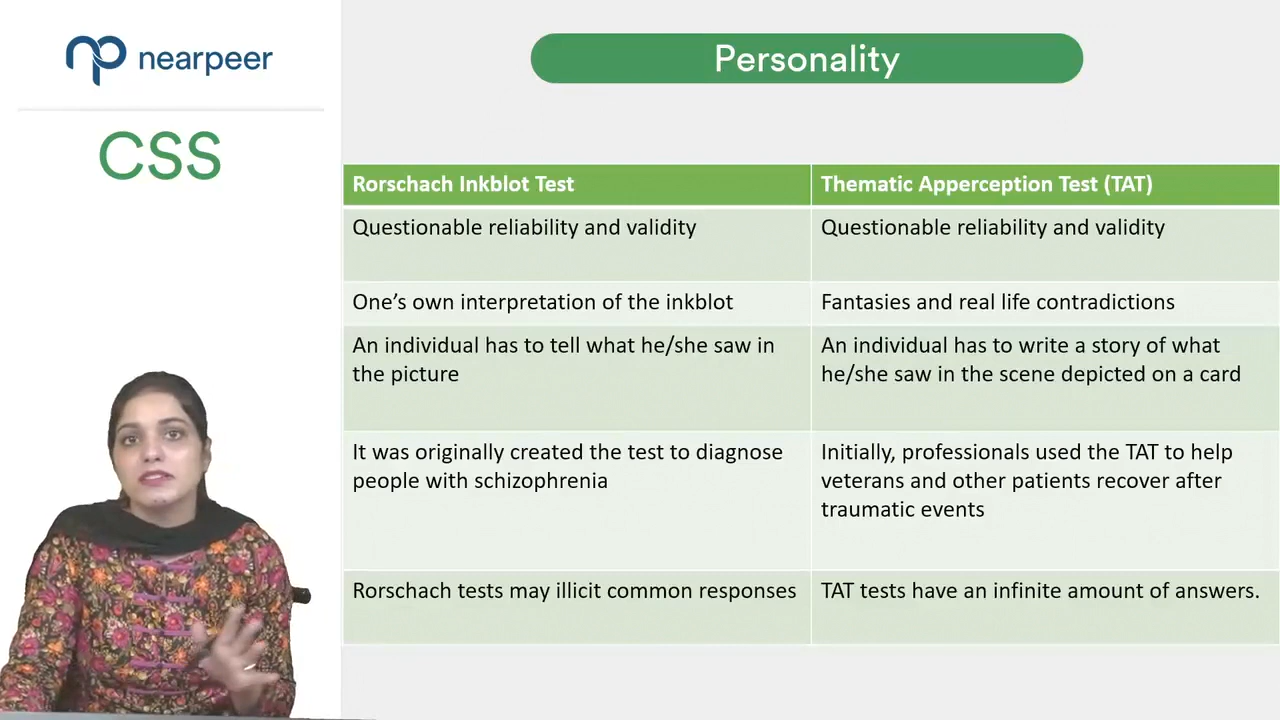 nearpeer
CSS
Personality
Rorschach Inkblot Test
Thematic Apperception Test (TAT)
Questionable reliability and validity
Questionable reliability and validity
One's own interpretation of the inkblot
Fantasies and real life contradictions
An individual has to tell what he/she saw in
the picture
An individual has to write a story of what
he/she saw in the scene depicted on a card
It was originally created the test to diagnose
people with schizophrenia
Initially, professionals used the TAT to help
veterans and other patients recover after
traumatic events
Rorschach tests may illicit common responses
TAT tests have an infinite amount of answers.